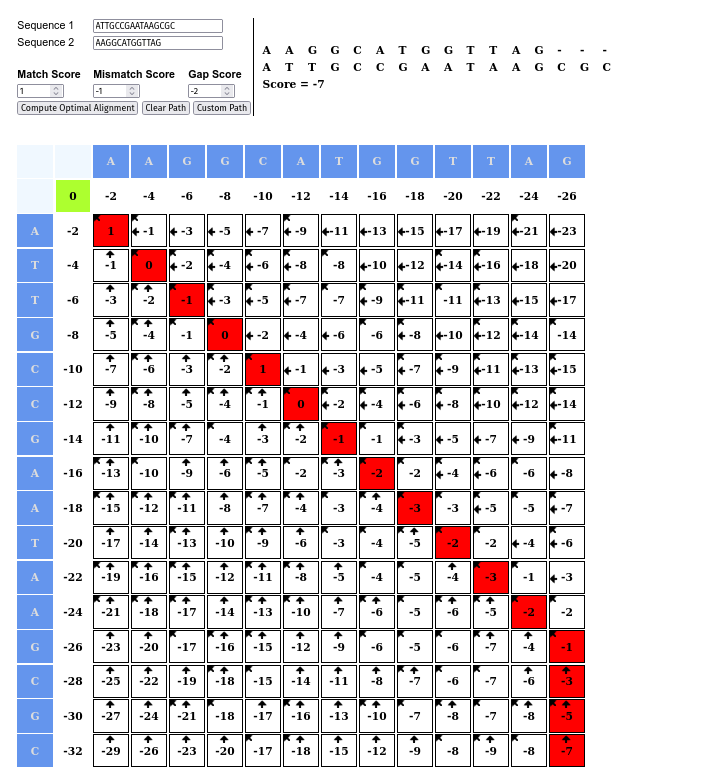 Sequence 1 ATTGCCGAATAAGCGC
Sequence 2 AAGGCATGGTTAG
A A G G C A T G G T T A G - - -
A T T G C C G A A T A A G C G C
Score = -7
Match Score Mismatch Score Gap Score
1 -1 -2
Compute Optimal Alignment Clear Path Custom Path
A A G G C A T G G T T A G
0 -2 -4 -6 -8 -10 -12 -14 -16 -18 -20 -22 -24 -26
A -2 1 -1 -3 -5 -7 -9 -11 -13 -15 -17 -19 -21 -23
T -4 -1 0 -2 -4 -6 -8 -8 -10 -12 -14 -16 -18 -20
T -6 -3 -2 -1 -3 -5 -7 -7 -9 -11 -11 -13 -15 -17
G -8 -5 -4 -1 0 -2 -4 -6 -6 -8 -10 -12 -14 -14
C -10 -7 -6 -3 -2 1 -1 -3 -5 -7 -9 -11 -13 -15
C -12 -9 -8 -5 -4 -1 0 -2 -4 -6 -8 -10 -12 -14
G -14 -11 -10 -7 -4 -3 -2 -1 -1 -3 -5 -7 -9 -11
A -16 -13 -10 -9 -6 -5 -2 -3 -2 -2 -4 -6 -6 -8
A -18 -15 -12 -11 -8 -7 -4 -3 -4 -3 -3 -5 -5 -7
T -20 -17 -14 -13 -10 -9 -6 -3 -4 -5 -2 -2 -4 -6
A -22 -19 -16 -15 -12 -11 -8 -5 -4 -5 -4 -3 -1 -3
A -24 -21 -18 -17 -14 -13 -10 -7 -6 -5 -6 -5 -2 -2
G -26 -23 -20 -17 -16 -15 -12 -9 -6 -5 -6 -7 -4 -1
C -28 -25 -22 -19 -18 -15 -14 -11 -8 -7 -6 -7 -6 -3
G -30 -27 -24 -21 -18 -17 -16 -13 -10 -7 -8 -7 -8 -5
C -32 -29 -26 -23 -20 -17 -18 -15 -12 -9 -8 -9 -8 -7